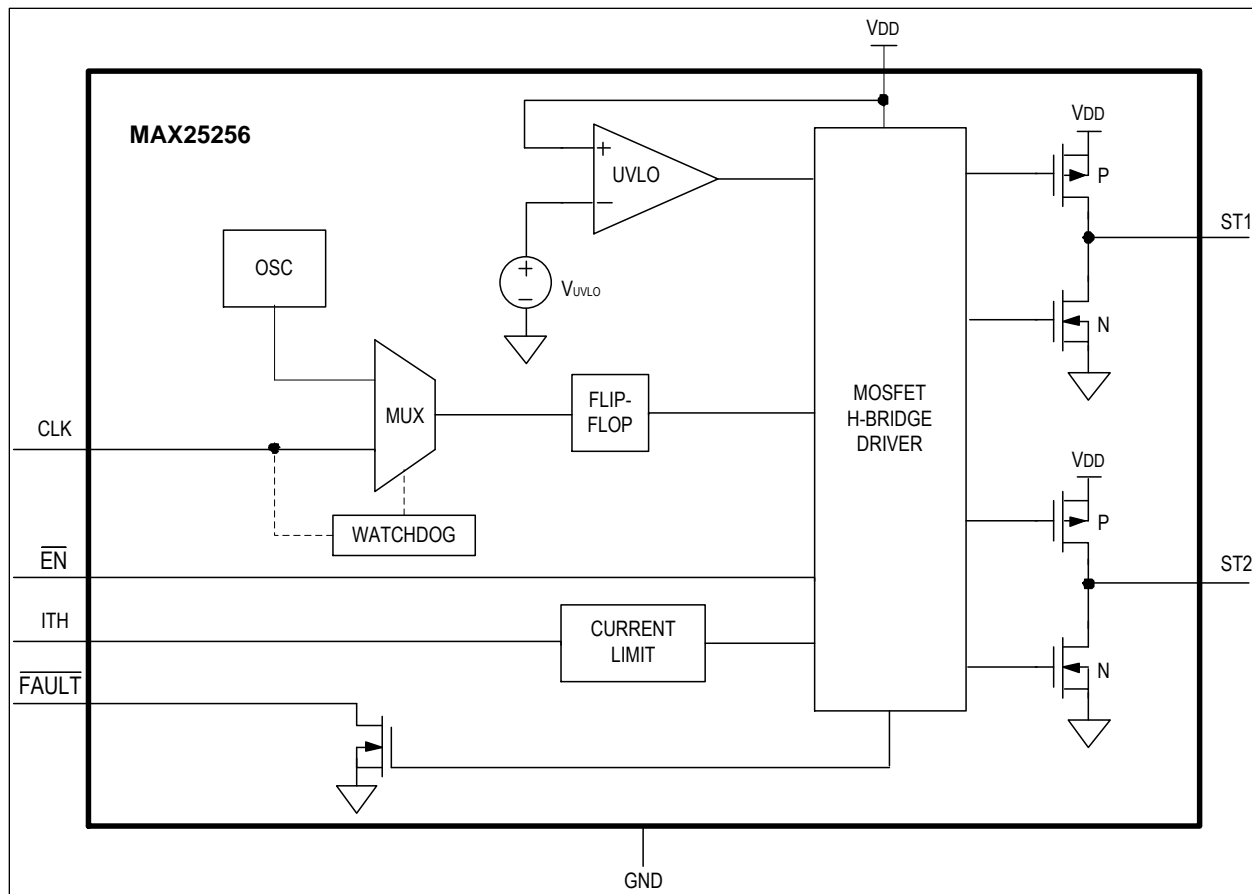 VDD
MAX25256
+
UVLO
−
VDD
P
ST1
OSC
+
−
VUVLO
N
MUX
FLIP-
FLOP
MOSFET
H-BRIDGE
DRIVER
CLK
VDD
WATCHDOG
P
EN
ST2
ITH
CURRENT
LIMIT
N
FAULT
GND